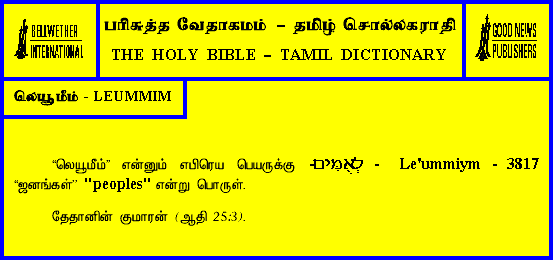 BELLWETHER
INTERNATIONAL
பரிசுத்த வேதாகமம் – தமிழ் சொல்லகராதி
THE HOLY BIBLE – TAMIL DICTIONARY
GOOD NEWS
PUBLISHERS
லெயூமீம் - LEUMMIM
“லெயூமீம்” என்னும் எபிரெய பெயருக்கு לְאֻמִּים- - Le'ummiym - 3817
“ஜனங்கள்” "peoples" என்று பொருள்.
தேதானின் குமாரன் (ஆதி 25:3).